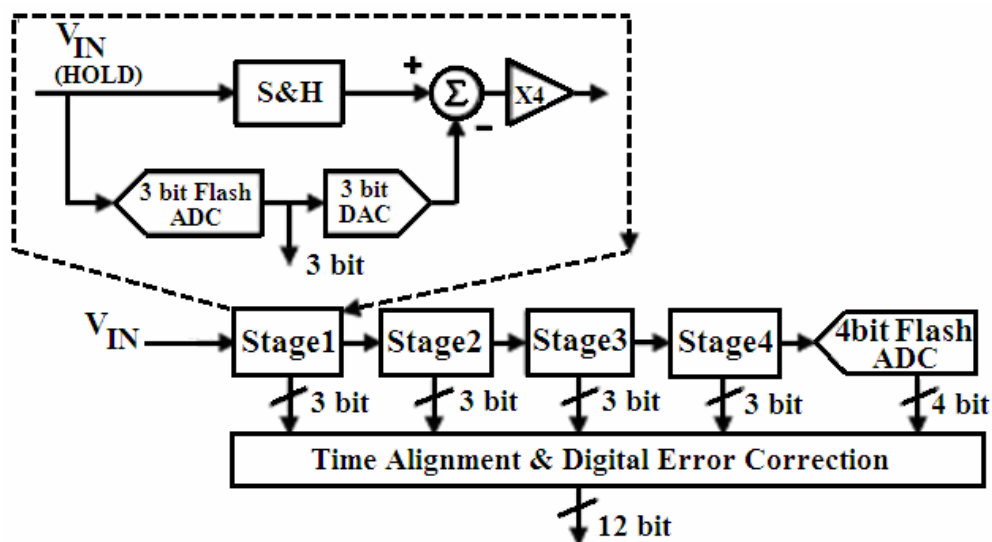 VIN
(HOLD)
S&H
+
Σ
−
X4
3 bit Flash
ADC
3 bit
DAC
3 bit
VIN
Stage1
Stage2
Stage3
Stage4
4bit Flash
ADC
3 bit
3 bit
3 bit
3 bit
4 bit
Time Alignment & Digital Error Correction
12 bit